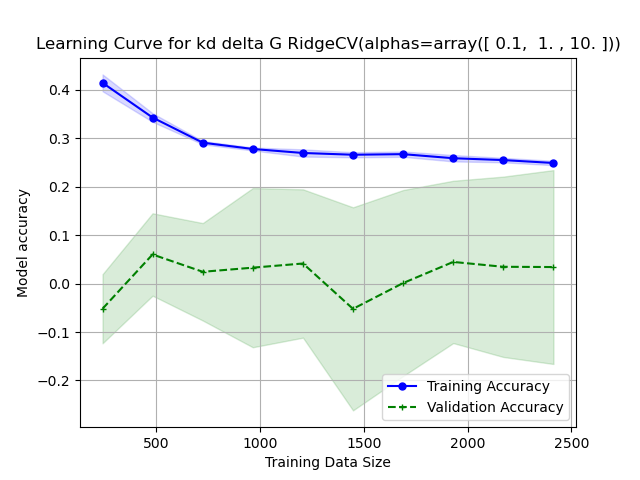 Learning Curve for kd delta G RidgeCV(alphas=array([ 0.1,  1. , 10. ]))
Model accuracy
0.4
0.3
0.2
0.1
0.0
−0.1
−0.2
Training Accuracy
Validation Accuracy
500
1000
1500
2000
2500
Training Data Size